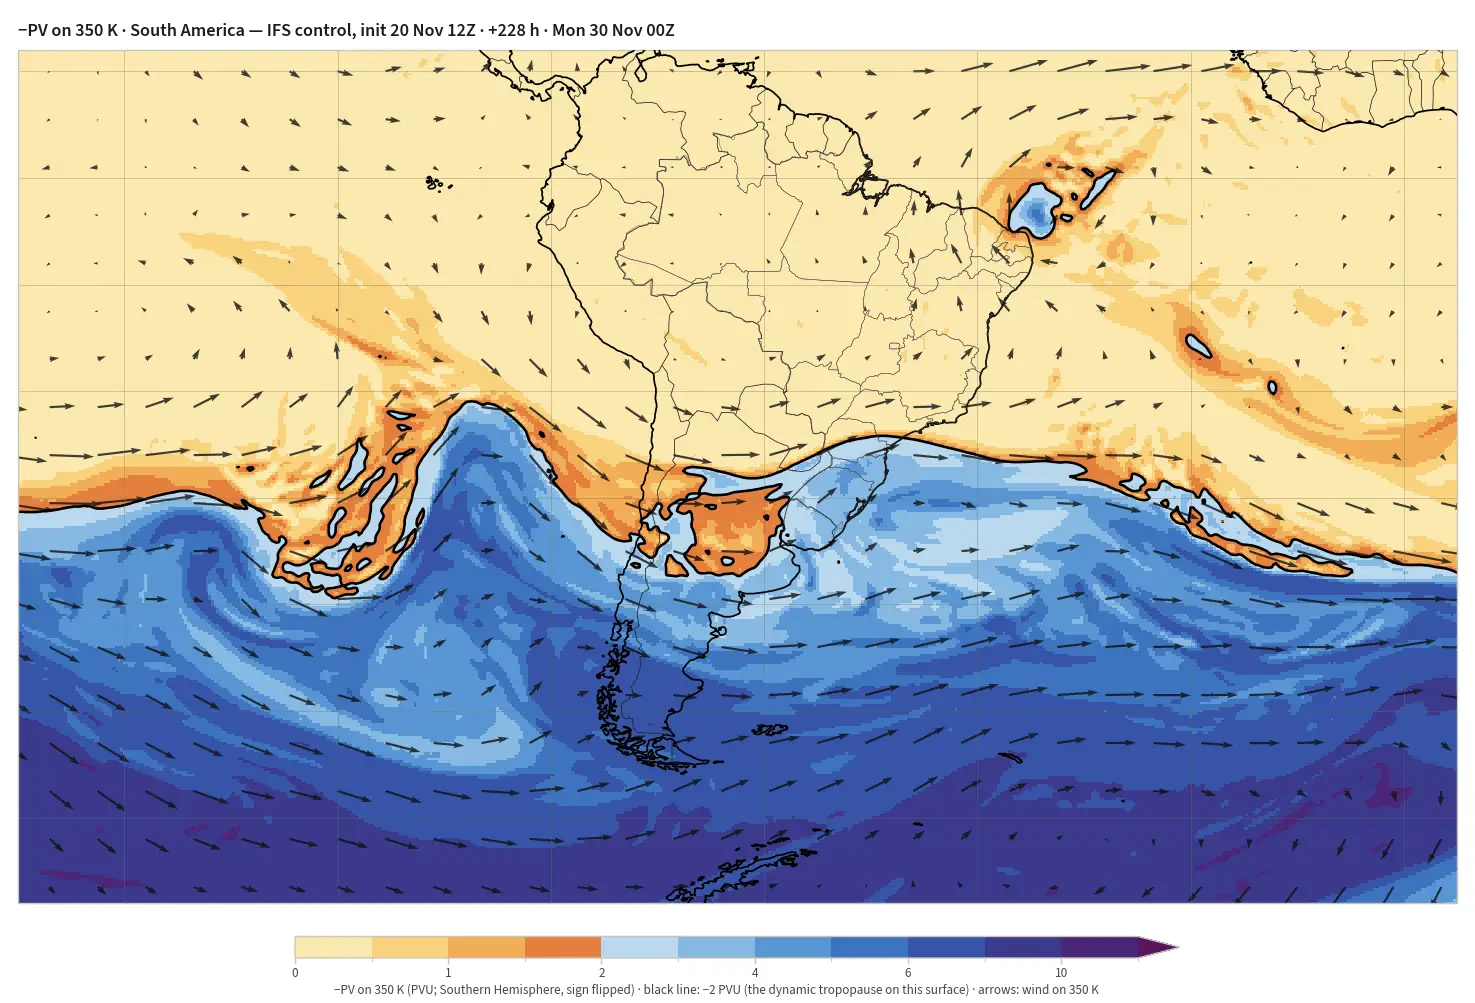 −PV on 350 K · South America — IFS control, init 20 Nov 12Z · +228 h · Mon 30 Nov 00Z
0 1 2 4 6 10
−PV on 350 K (PVU; Southern Hemisphere, sign flipped) · black line: −2 PVU (the dynamic tropopause on this surface) · arrows: wind on 350 K